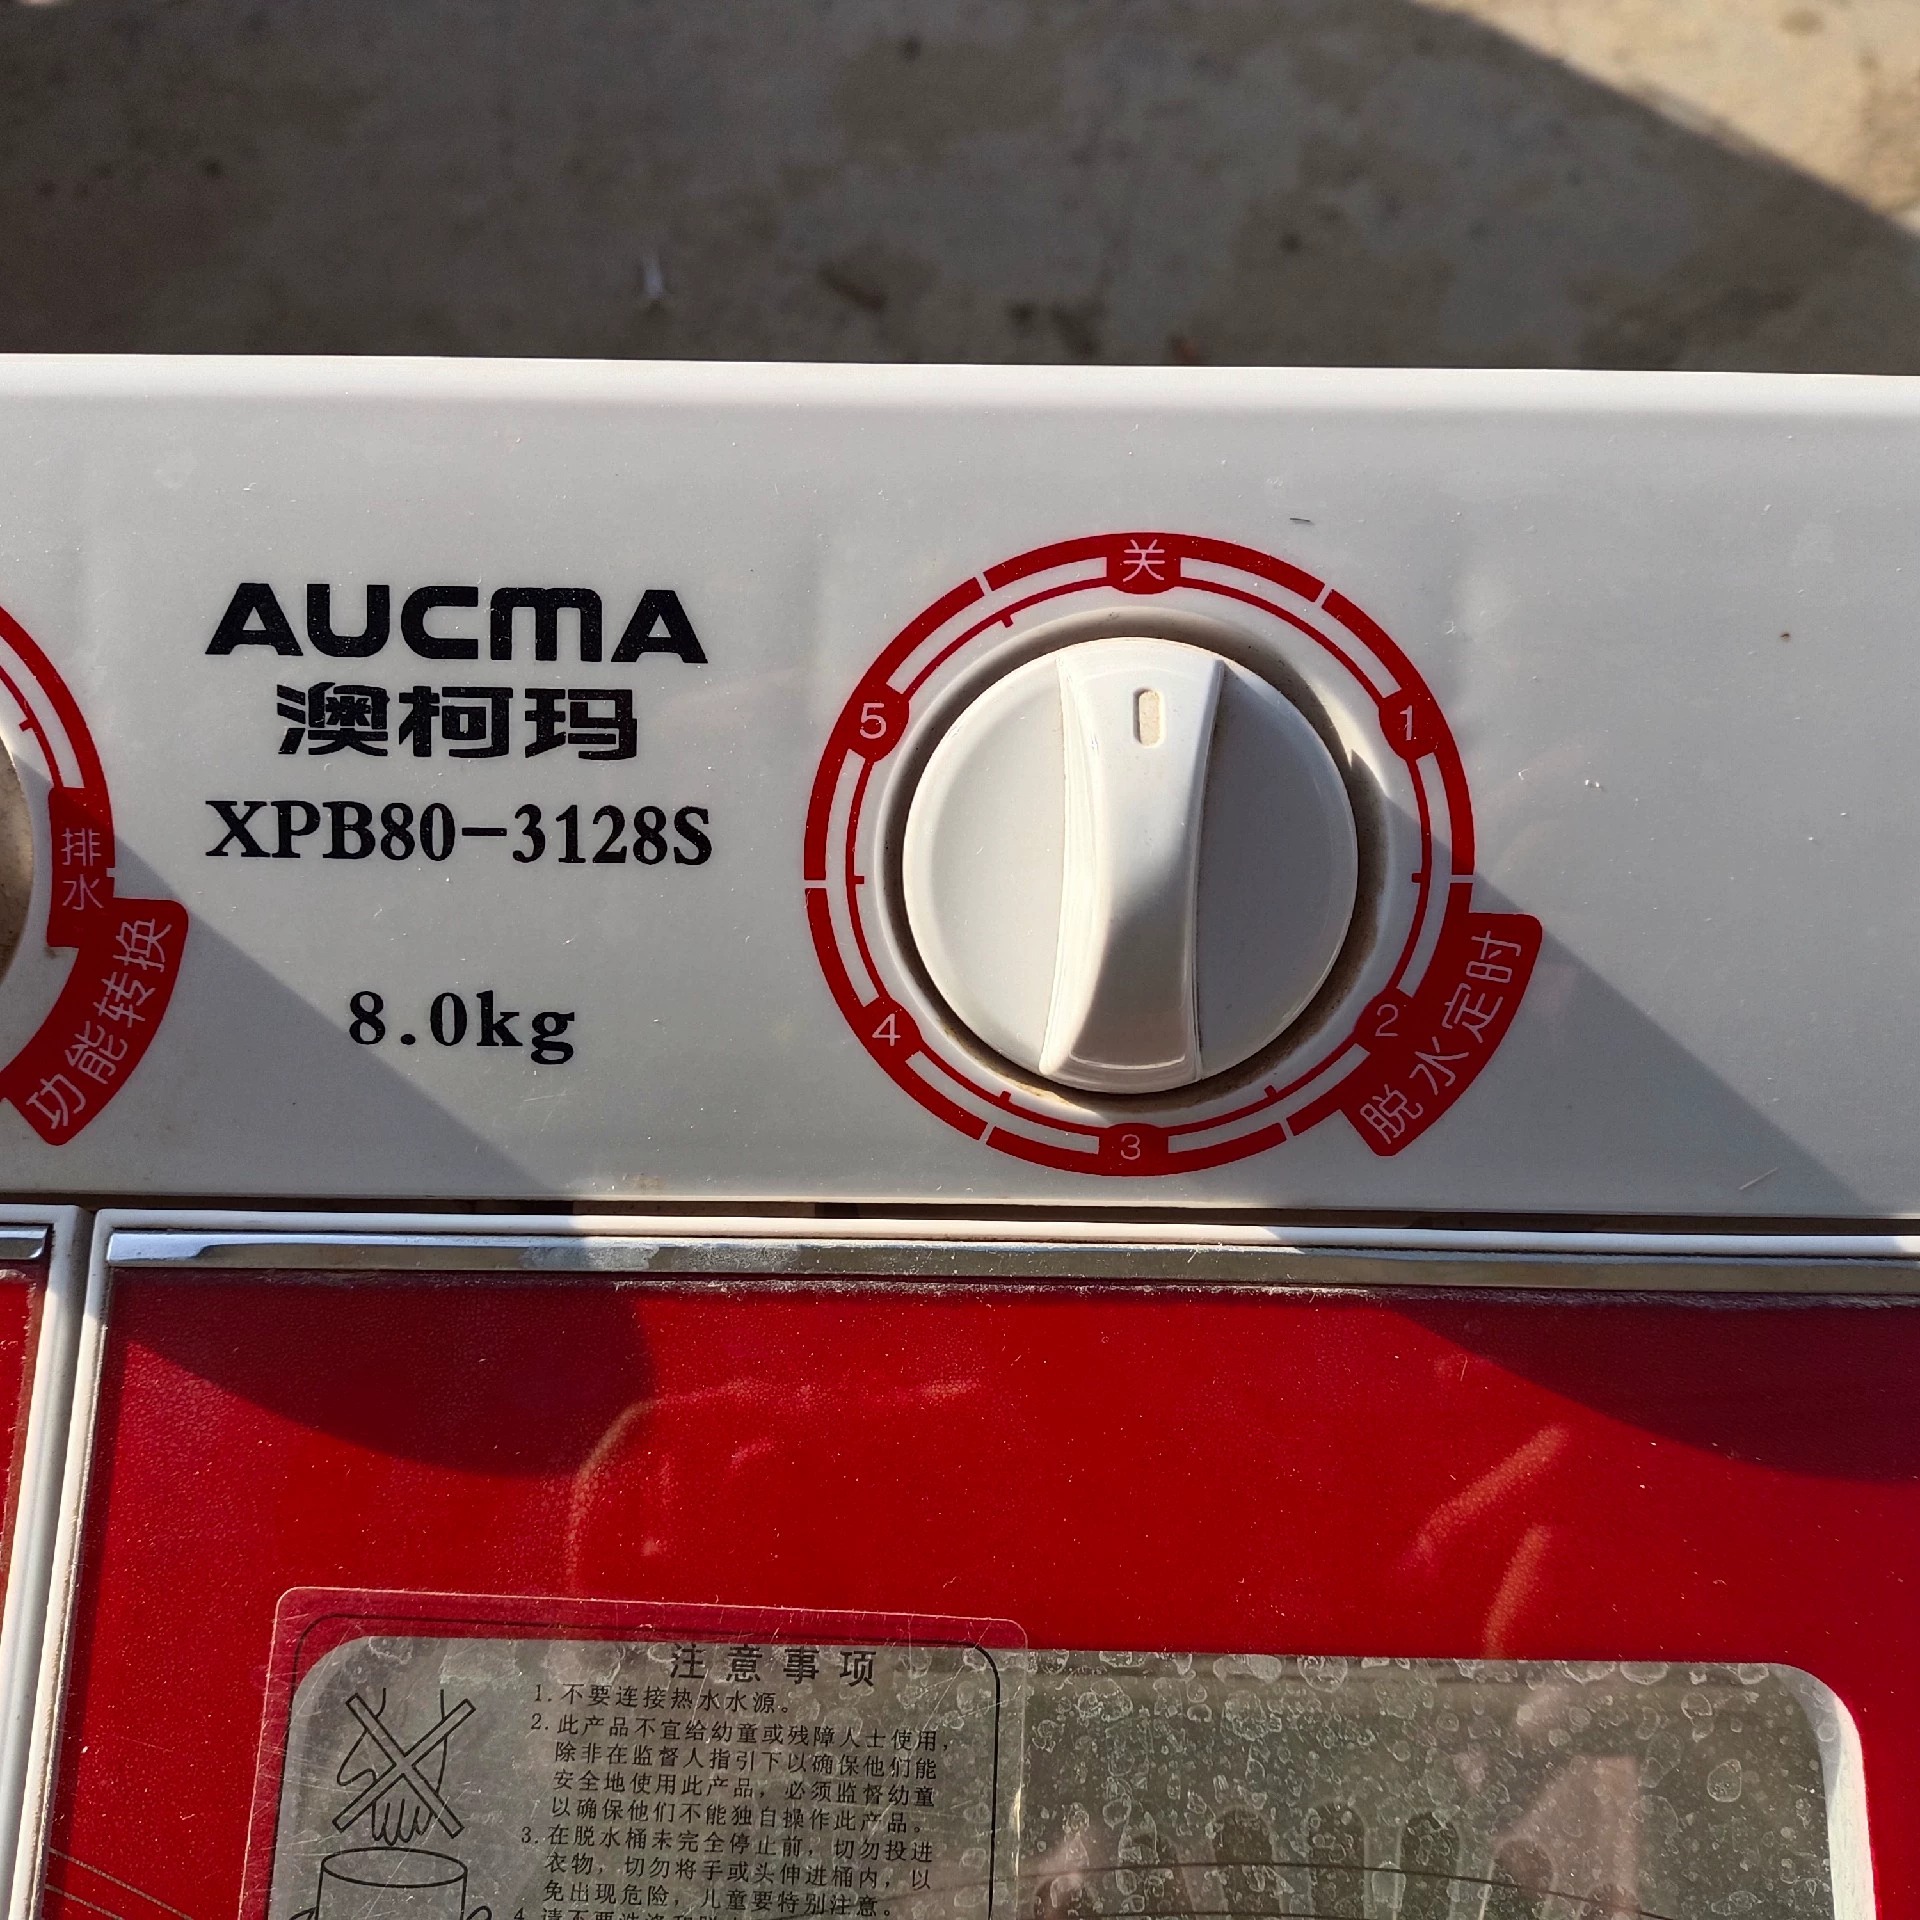 AUCMA
澳柯玛
XPB80-3128S
8.0kg
排水
功能转换
关
1
2
3
4
5
脱水定时
注意事项
1.不要连接热水水源。
2.此产品不宜给幼童或残障人士使用，
除非在监督人指引下以确保他们能
安全地使用此产品，必须监督幼童
以确保他们不能独自操作此产品。
3.在脱水桶未完全停止前，切勿投进
衣物，切勿将手或头伸进桶内，以
免出现危险，儿童要特别注意。